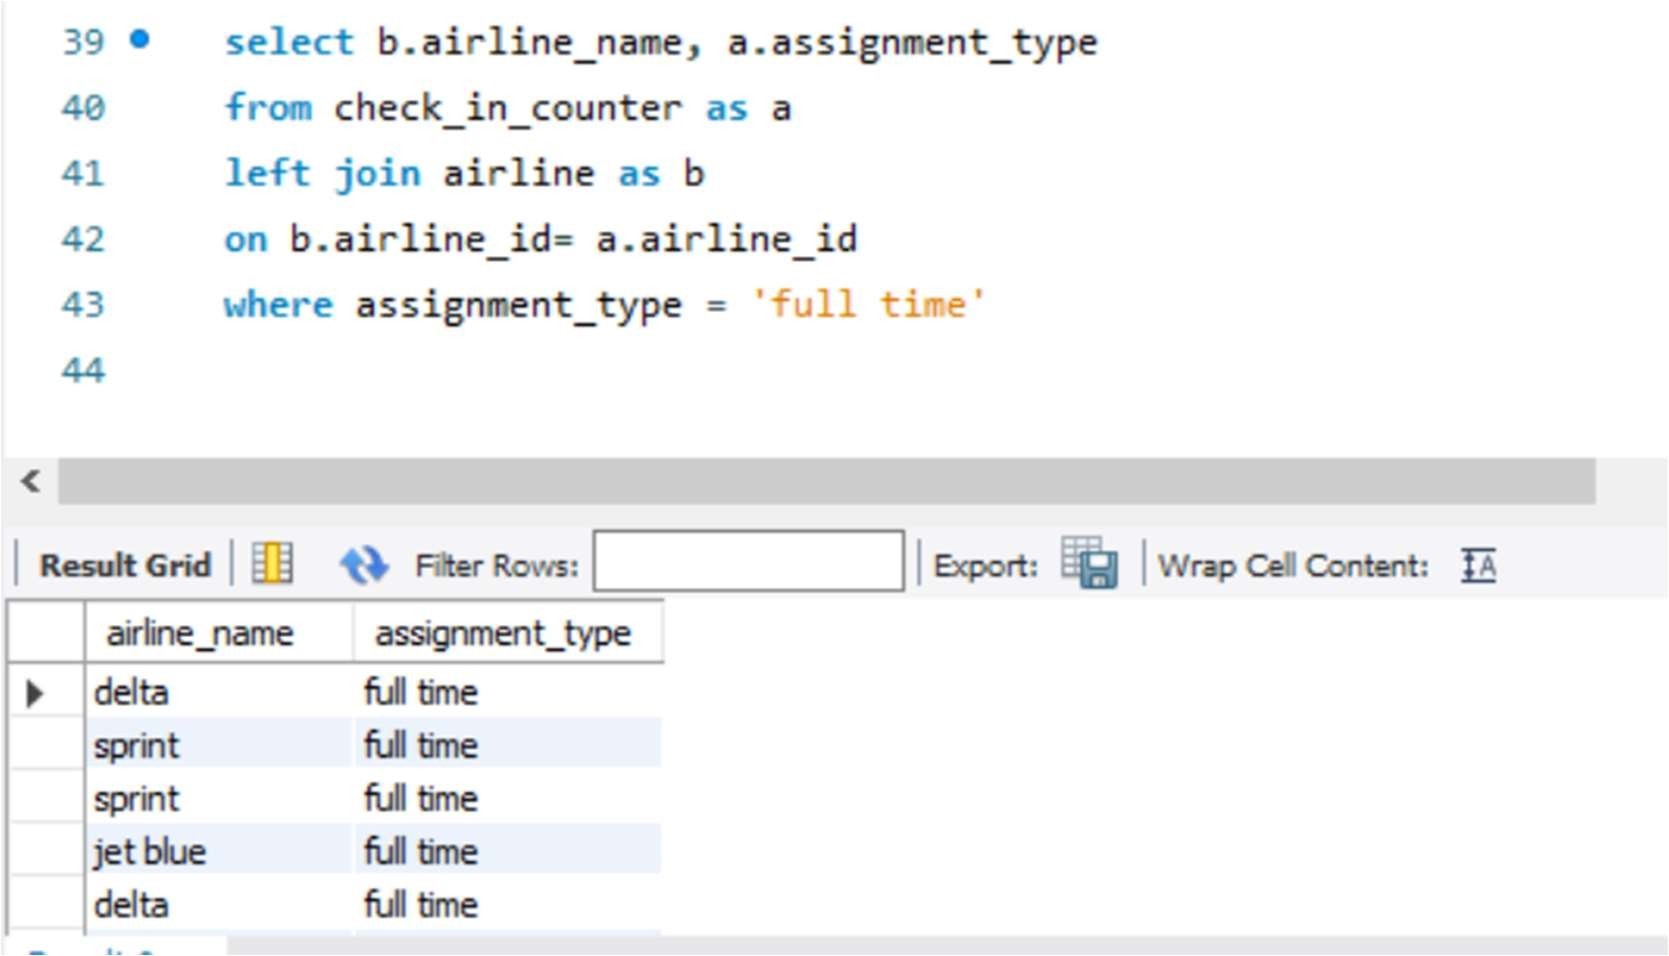 39 select b.airline_name, a.assignment_type
40 from check_in_counter as a
41 left join airline as b
42 on b.airline_id= a.airline_id
43 where assignment_type = 'full time'
44
Result Grid Filter Rows: Export: Wrap Cell Content: A
airline_name assignment_type
delta full time
sprint full time
sprint full time
jet blue full time
delta full time